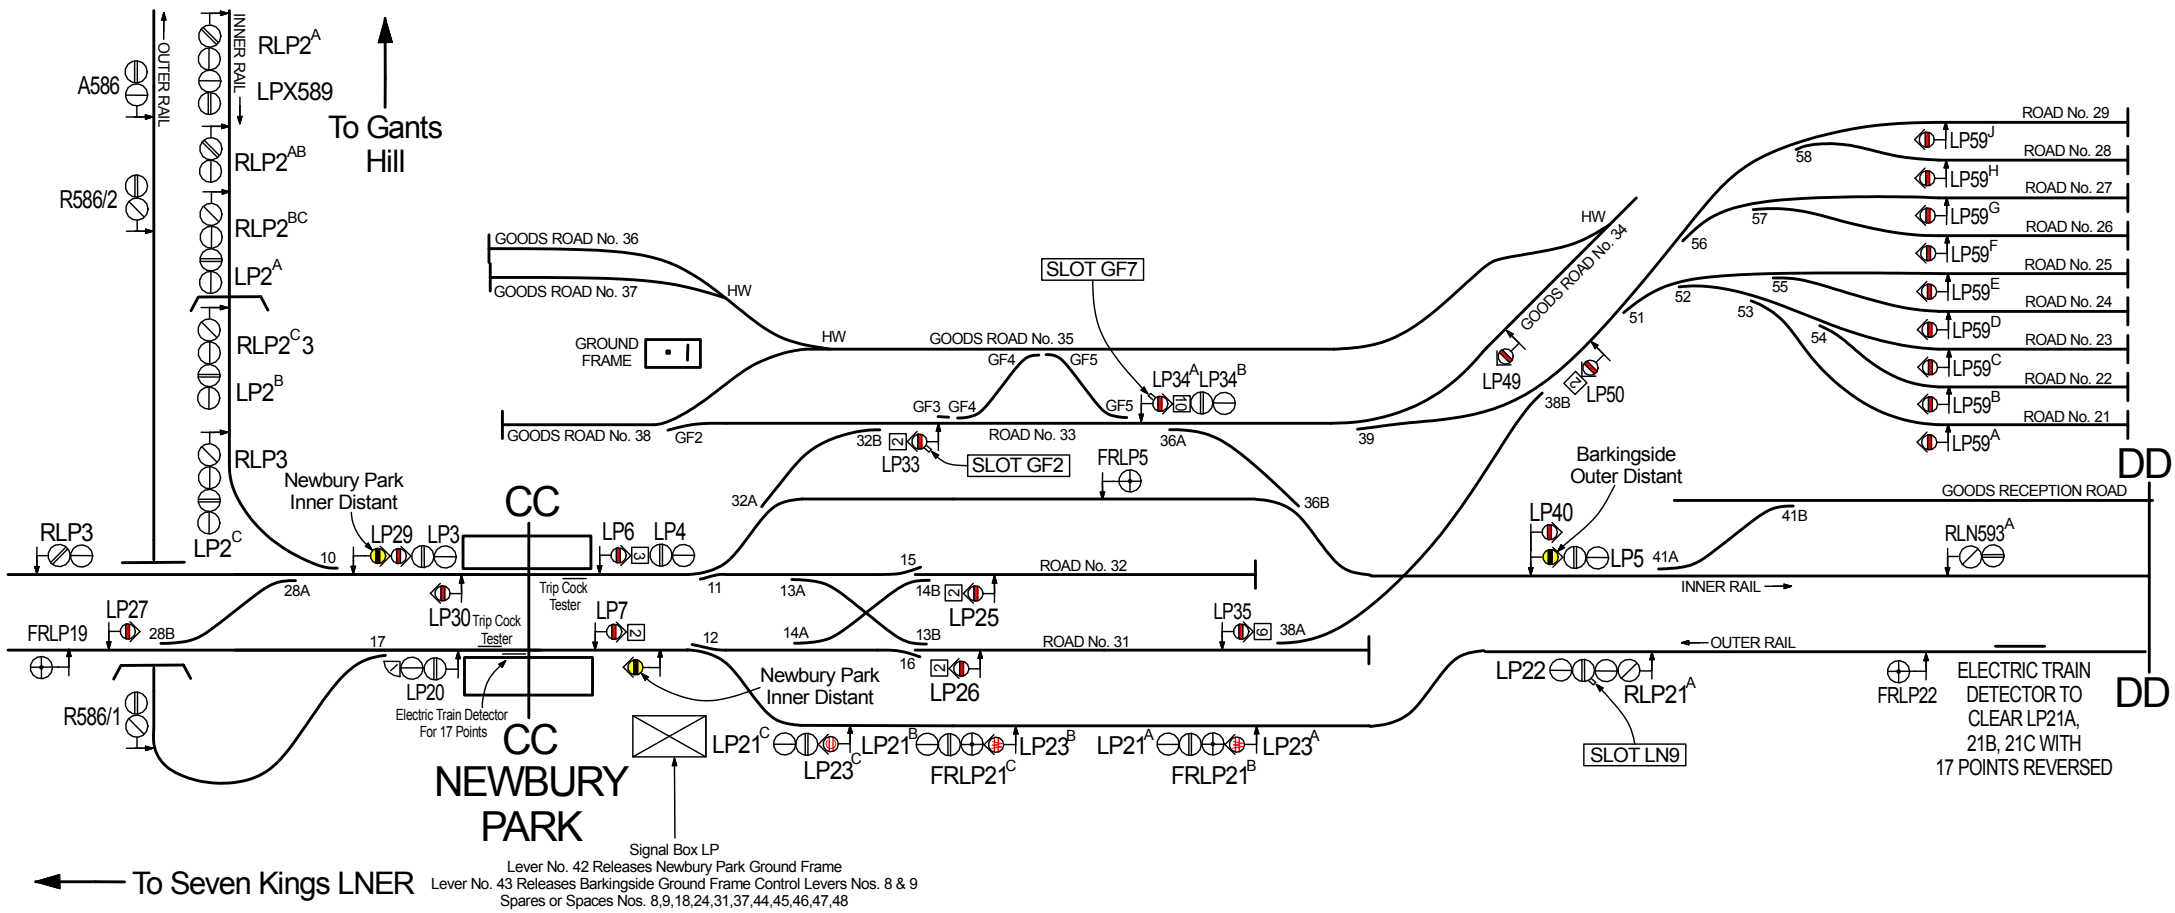 A586
OUTER RAIL
INNER RAIL
RLP2A
LPX589
To Gants
Hill
RLP2AB
R586/2
RLP2BC
LP2A
RLP2C3
LP2B
RLP3
LP2C
Newbury Park
Inner Distant
RLP3
LP29
LP3
CC
LP6
3
LP4
10
28A
LP30
Trip Cock
Tester
Trip Cock
Tester
LP27
28B
FRLP19
17
LP7
2
LP20
Electric Train Detector
For 17 Points
R586/1
CC
NEWBURY
PARK
Newbury Park
Inner Distant
11
12
13A
14A
15
14B
13B
16
2
LP25
2
LP26
ROAD No. 32
ROAD No. 31
GOODS ROAD No. 36
GOODS ROAD No. 37
HW
HW
GROUND
FRAME
GOODS ROAD No. 35
GOODS ROAD No. 38
GF2
GF3
GF4
GF4
GF5
GF5
SLOT GF7
LP34A
LP34B
10
ROAD No. 33
32B
2
LP33
SLOT GF2
32A
FRLP5
36A
36B
39
HW
GOODS ROAD No. 34
LP49
2
LP50
38B
51
52
53
54
55
56
57
58
ROAD No. 29
LP59J
ROAD No. 28
LP59H
ROAD No. 27
LP59G
ROAD No. 26
LP59F
ROAD No. 25
LP59E
ROAD No. 24
LP59D
ROAD No. 23
LP59C
ROAD No. 22
LP59B
ROAD No. 21
LP59A
DD
Barkingside
Outer Distant
GOODS RECEPTION ROAD
LP40
LP5
41A
41B
RLN593A
INNER RAIL
LP35
9
38A
OUTER RAIL
LP22
RLP21A
SLOT LN9
FRLP22
ELECTRIC TRAIN
DETECTOR TO
CLEAR LP21A,
21B, 21C WITH
17 POINTS REVERSED
DD
LP21C
LP23C
LP21B
FRLP21C
LP23B
LP21A
FRLP21B
LP23A
Signal Box LP
Lever No. 42 Releases Newbury Park Ground Frame
Lever No. 43 Releases Barkingside Ground Frame Control Levers Nos. 8 & 9
Spares or Spaces Nos. 8,9,18,24,31,37,44,45,46,47,48
To Seven Kings LNER